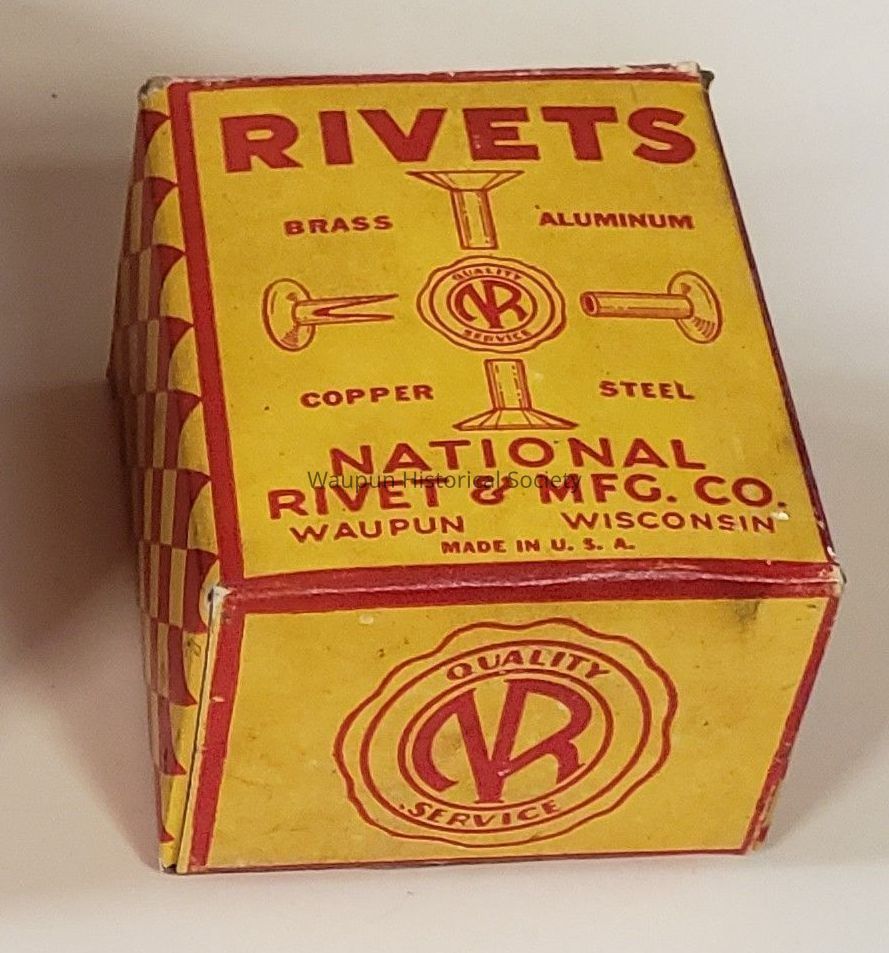 RIVETS
BRASS ALUMINUM
QUALITY
NR
SERVICE
COPPER STEEL
NATIONAL
Waupun Historical Society
RIVET & MFG. CO.
WAUPUN WISCONSIN
MADE IN U. S. A.
QUALITY
NR
SERVICE